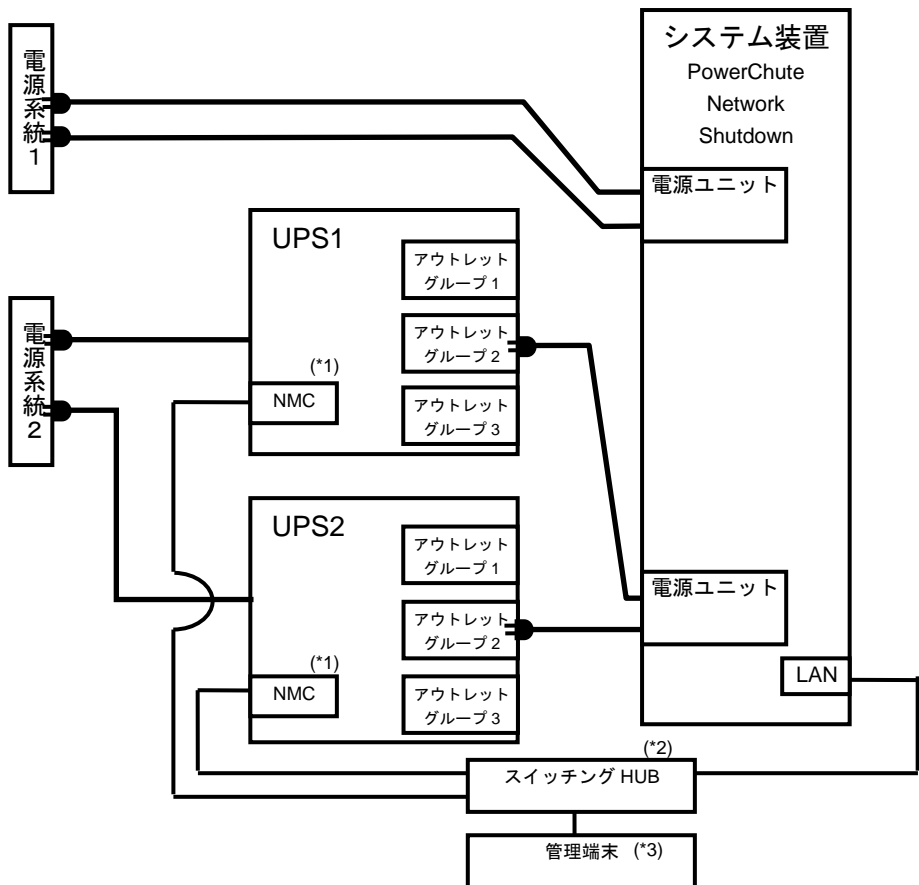 電源系統1
システム装置
PowerChute
Network
Shutdown
電源ユニット
UPS1
アウトレット
グループ1
アウトレット
グループ2
アウトレット
グループ3
(*1)
NMC
電源系統2
UPS2
アウトレット
グループ1
アウトレット
グループ2
アウトレット
グループ3
(*1)
NMC
電源ユニット
LAN
(*2)
スイッチング HUB
管理端末 (*3)